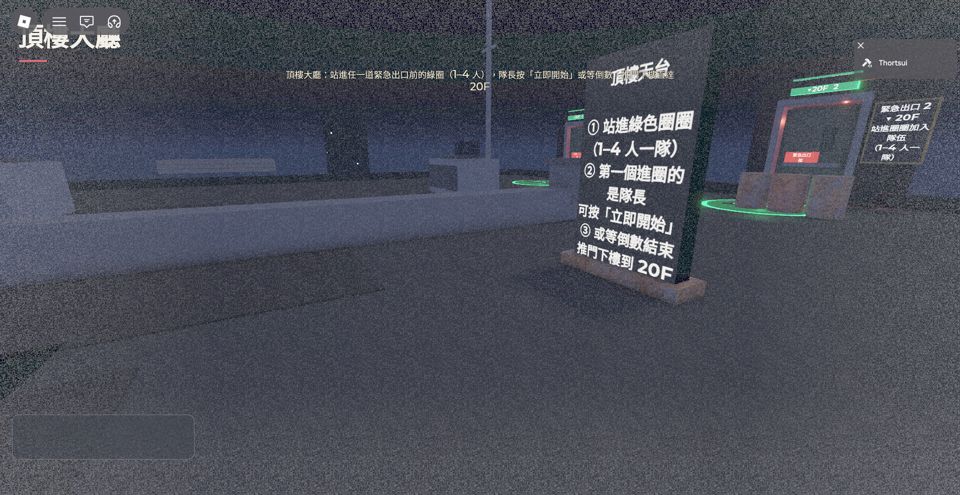 頂樓大廳
頂樓大廳：站進任一道緊急出口前的綠圈（1–4 人），隊長按「立即開始」或等倒數
20F
Thortsui
頂樓天台
① 站進綠色圈圈
（1–4 人一隊）
② 第一個進圈的
是隊長
可按「立即開始」
③ 或等倒數結束
推門下樓到 20F
20F 2
緊急出口 2
▼ 20F
站進圈圈加入
隊伍
（1–4 人一
隊）